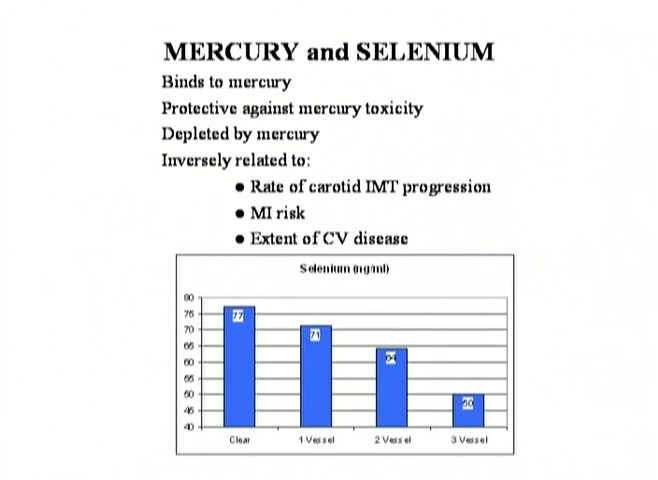 MERCURY and SELENIUM
Binds to mercury
Protective against mercury toxicity
Depleted by mercury
Inversely related to:
● Rate of carotid IMT progression
● MI risk
● Extent of CV disease
Selenium (ng/ml)
80
75
70
65
60
55
50
45
40
77
71
64
50
Clear
1 Vessel
2 Vessel
3 Vessel